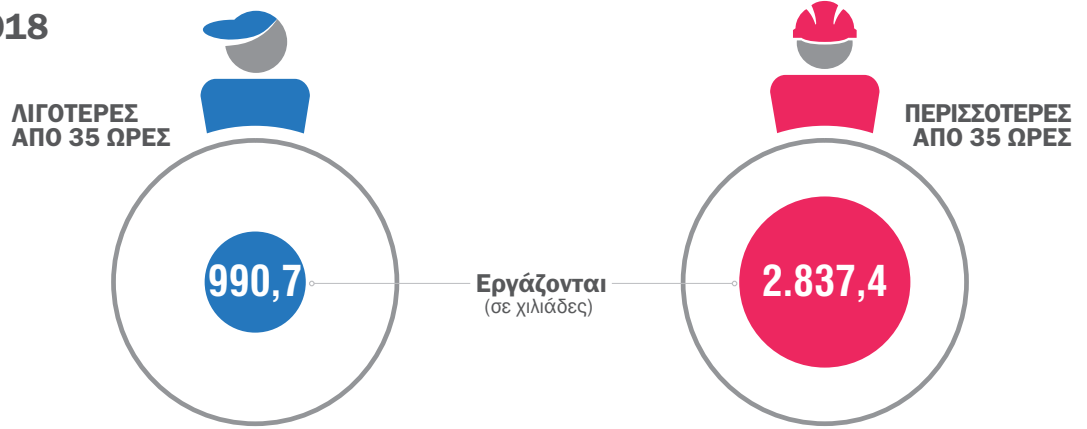 018
ΛΙΓΟΤΕΡΕΣ
ΑΠΟ 35 ΩΡΕΣ
ΠΕΡΙΣΣΟΤΕΡΕΣ
ΑΠΟ 35 ΩΡΕΣ
990,7
Εργάζονται
(σε χιλιάδες)
2.837,4